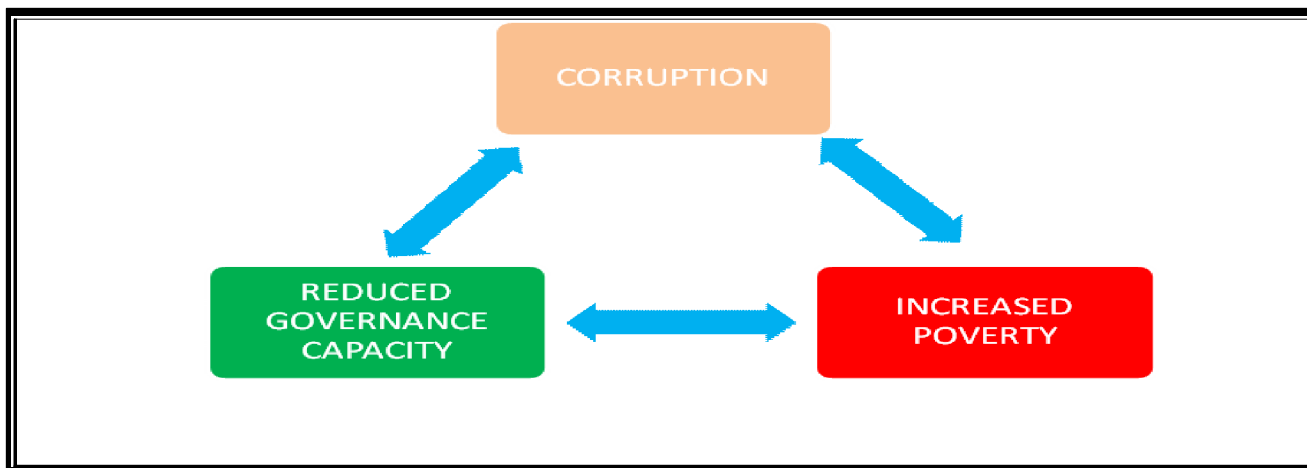 CORRUPTION
REDUCED
GOVERNANCE
CAPACITY
INCREASED
POVERTY